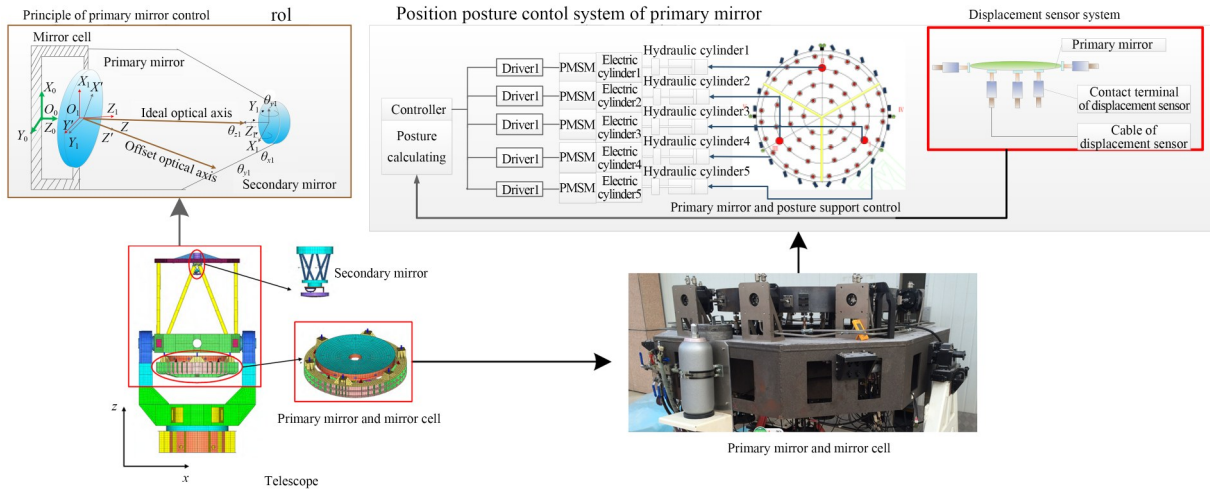 Principle of primary mirror control
rol
Mirror cell
Primary mirror
X₀
O₀
Z₀
Y₀
X₁
X′
O₁
Z₁
Y′
Y₁
Z
Z′
Ideal optical axis
Offset optical axis
Y₁
θy1
θz1
X₁
θx1
θy1
Secondary mirror
Position posture contol system of primary mirror
Controller
Posture
calculating
Driver1
PMSM
Electric
cylinder1
Hydraulic cylinder1
Driver1
PMSM
Electric
cylinder2
Hydraulic cylinder2
Driver1
PMSM
Electric
cylinder3
Hydraulic cylinder3
Driver1
PMSM
Electric
cylinder4
Hydraulic cylinder4
Driver1
PMSM
Electric
cylinder5
Hydraulic cylinder5
Primary mirror and posture support control
Displacement sensor system
Primary mirror
Contact terminal
of displacement sensor
Cable of
displacement sensor
Secondary mirror
Primary mirror and mirror cell
z
x
Telescope
Primary mirror and mirror cell